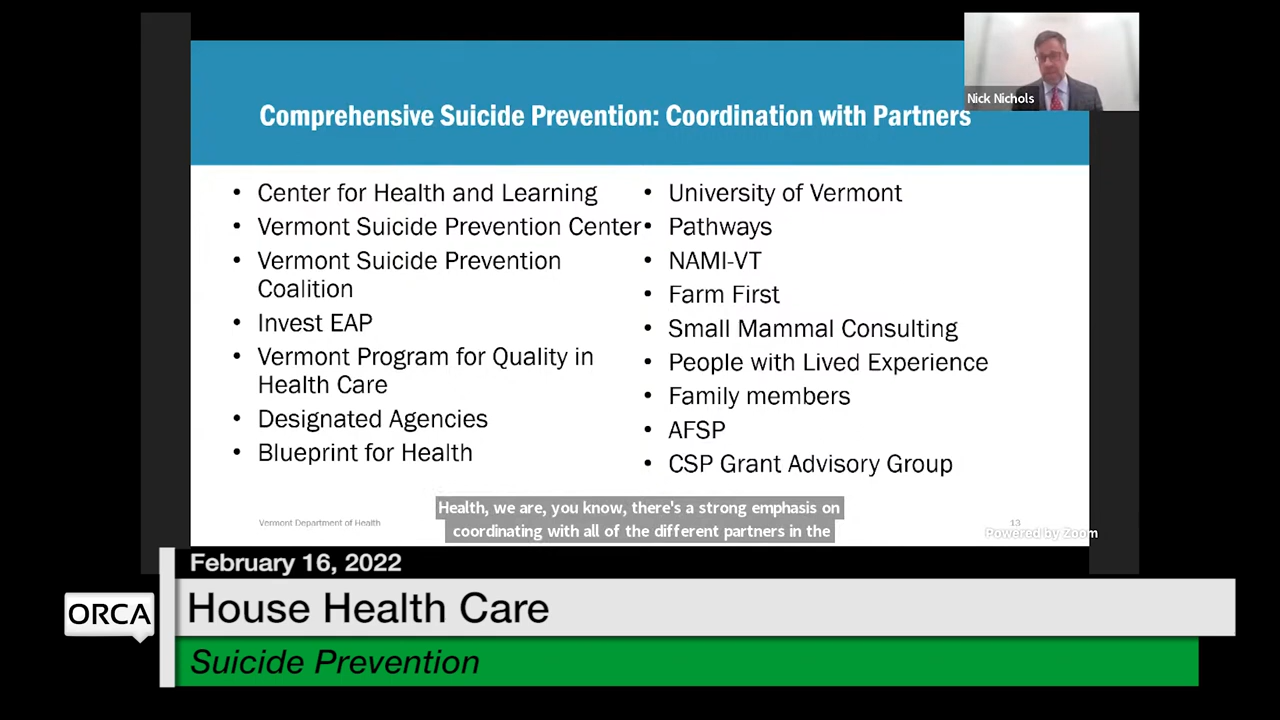 Nick Nichols
Comprehensive Suicide Prevention: Coordination with Partners
• Center for Health and Learning
• Vermont Suicide Prevention Center
• Vermont Suicide Prevention
Coalition
• Invest EAP
• Vermont Program for Quality in
Health Care
• Designated Agencies
• Blueprint for Health
• University of Vermont
• Pathways
• NAMI-VT
• Farm First
• Small Mammal Consulting
• People with Lived Experience
• Family members
• AFSP
• CSP Grant Advisory Group
Health, we are, you know, there's a strong emphasis on
coordinating with all of the different partners in the
Vermont Department of Health
13
Powered by Zoom
February 16, 2022
ORCA
House Health Care
Suicide Prevention